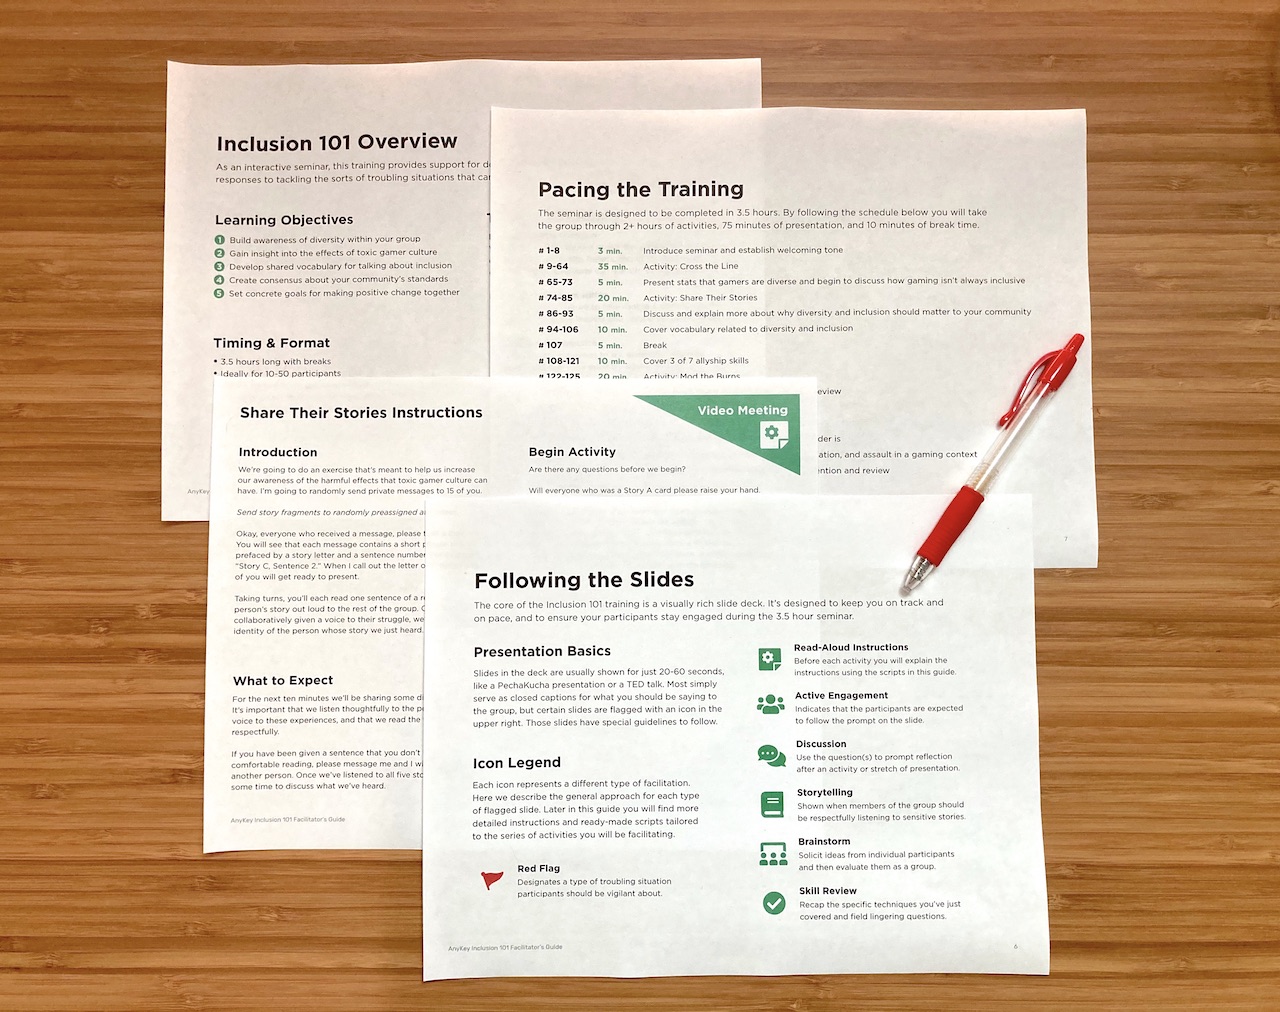 Inclusion 101 Overview
As an interactive seminar, this training provides support for
responses to tackling the sorts of troubling situations that
Learning Objectives
1 Build awareness of diversity within your group
2 Gain insight into the effects of toxic gamer culture
3 Develop shared vocabulary for talking about inclusion
4 Create consensus about your community's standards
5 Set concrete goals for making positive change together
Timing & Format
• 3.5 hours long with breaks
• Ideally for 10-50 participants
AnyKey
Pacing the Training
The seminar is designed to be completed in 3.5 hours. By following the schedule below you will take
the group through 2+ hours of activities, 75 minutes of presentation, and 10 minutes of break time.
# 1-8 3 min. Introduce seminar and establish welcoming tone
# 9-64 35 min. Activity: Cross the Line
# 65-73 5 min. Present stats that gamers are diverse and begin to discuss how gaming isn't always inclusive
# 74-85 20 min. Activity: Share Their Stories
# 86-93 5 min. Discuss and explain more about why diversity and inclusion should matter to your community
# 94-106 10 min. Cover vocabulary related to diversity and inclusion
# 107 5 min. Break
# 108-121 10 min. Cover 3 of 7 allyship skills
# 122-125 20 min. Activity: Mod the Burns
eview
der is
ation, and assault in a gaming context
ention and review
7
Share Their Stories Instructions
Video Meeting
Introduction
We're going to do an exercise that's meant to help us increase
our awareness of the harmful effects that toxic gamer culture can
have. I'm going to randomly send private messages to 15 of you.
Send story fragments to randomly preassigned
Okay, everyone who received a message, please
You will see that each message contains a short
prefaced by a story letter and a sentence number
"Story C, Sentence 2." When I call out the letter
of you will get ready to present.
Taking turns, you'll each read one sentence of a
person's story out loud to the rest of the group.
collaboratively given a voice to their struggle, we
identity of the person whose story we just heard.
What to Expect
For the next ten minutes we'll be sharing some
It's important that we listen thoughtfully to the
voice to these experiences, and that we read the
respectfully.
If you have been given a sentence that you don't
comfortable reading, please message me and I
another person. Once we've listened to all five
some time to discuss what we've heard.
AnyKey Inclusion 101 Facilitator's Guide
Begin Activity
Are there any questions before we begin?
Will everyone who was a Story A card please raise your hand.
Following the Slides
The core of the Inclusion 101 training is a visually rich slide deck. It's designed to keep you on track and
on pace, and to ensure your participants stay engaged during the 3.5 hour seminar.
Presentation Basics
Slides in the deck are usually shown for just 20-60 seconds,
like a PechaKucha presentation or a TED talk. Most simply
serve as closed captions for what you should be saying to
the group, but certain slides are flagged with an icon in the
upper right. Those slides have special guidelines to follow.
Icon Legend
Each icon represents a different type of facilitation.
Here we describe the general approach for each type
of flagged slide. Later in this guide you will find more
detailed instructions and ready-made scripts tailored
to the series of activities you will be facilitating.
Red Flag
Designates a type of troubling situation
participants should be vigilant about.
Read-Aloud Instructions
Before each activity you will explain the
instructions using the scripts in this guide.
Active Engagement
Indicates that the participants are expected
to follow the prompt on the slide.
Discussion
Use the question(s) to prompt reflection
after an activity or stretch of presentation.
Storytelling
Shown when members of the group should
be respectfully listening to sensitive stories.
Brainstorm
Solicit ideas from individual participants
and then evaluate them as a group.
Skill Review
Recap the specific techniques you've just
covered and field lingering questions.
AnyKey Inclusion 101 Facilitator's Guide
6